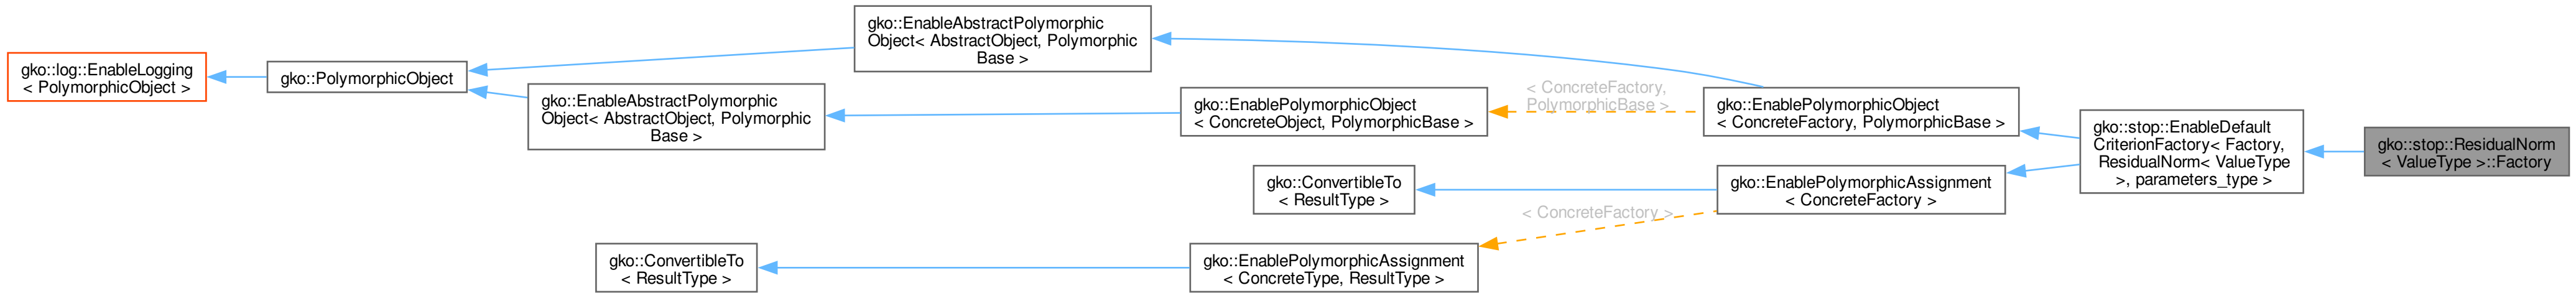 gko::log::EnableLogging
< PolymorphicObject >
gko::PolymorphicObject
gko::EnableAbstractPolymorphic
Object< AbstractObject, Polymorphic
Base >
gko::EnableAbstractPolymorphic
Object< AbstractObject, Polymorphic
Base >
gko::EnablePolymorphicObject
< ConcreteObject, PolymorphicBase >
< ConcreteFactory,
PolymorphicBase >
gko::EnablePolymorphicObject
< ConcreteFactory, PolymorphicBase >
gko::ConvertibleTo
< ResultType >
gko::EnablePolymorphicAssignment
< ConcreteFactory >
< ConcreteFactory >
gko::ConvertibleTo
< ResultType >
gko::EnablePolymorphicAssignment
< ConcreteType, ResultType >
gko::stop::EnableDefault
CriterionFactory< Factory,
ResidualNorm< ValueType
>, parameters_type >
gko::stop::ResidualNorm
< ValueType >::Factory